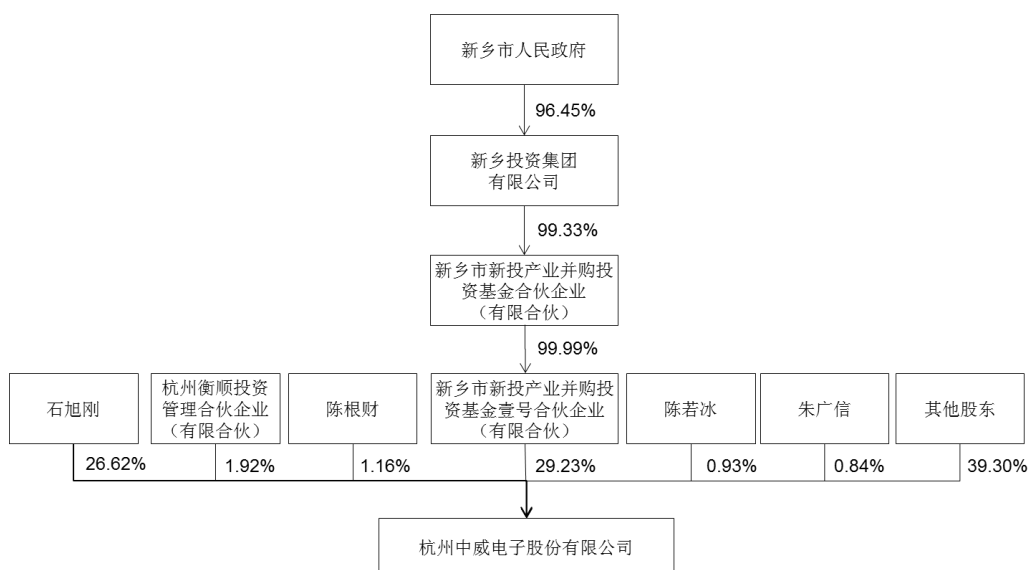 新乡市人民政府
96.45%
新乡投资集团
有限公司
99.33%
新乡市新投产业并购投
资基金合伙企业
（有限合伙）
99.99%
石旭刚
杭州衡顺投资
管理合伙企业
（有限合伙）
陈根财
新乡市新投产业并购投
资基金壹号合伙企业
（有限合伙）
陈若冰
朱广信
其他股东
26.62%
1.92%
1.16%
29.23%
0.93%
0.84%
39.30%
杭州中威电子股份有限公司